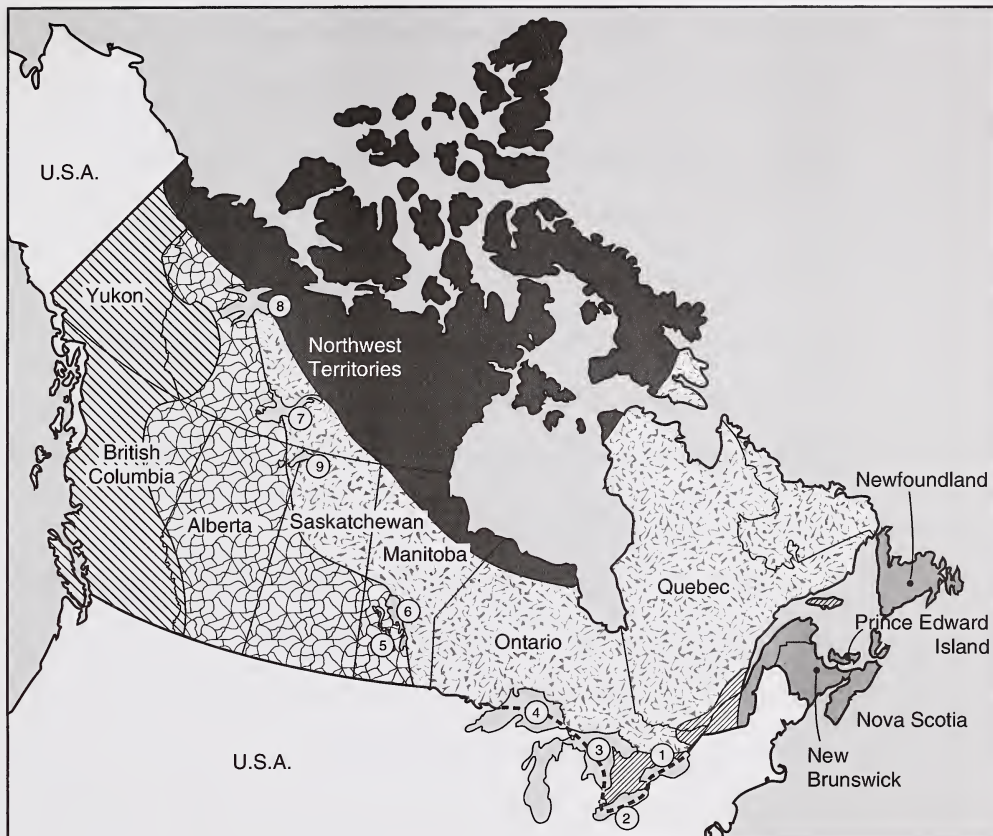 U.S.A.
Yukon
8
Northwest
Territories
7
British
Columbia
9
Newfoundland
Alberta
Saskatchewan
Manitoba
Quebec
6
Prince Edward
Island
5
Ontario
4
Nova Scotia
3
1
New
Brunswick
U.S.A.
2